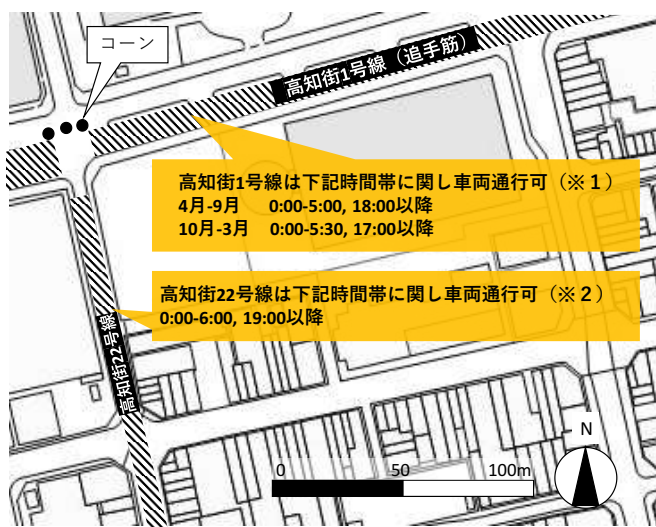 コーン
高知街1号線（追手筋）
高知街1号線は下記時間帯に関し車両通行可（※１）
4月-9月　0:00-5:00, 18:00以降
10月-3月　0:00-5:30, 17:00以降
高知街22号線は下記時間帯に関し車両通行可（※２）
0:00-6:00, 19:00以降
高知街22号線
N
0 50 100m